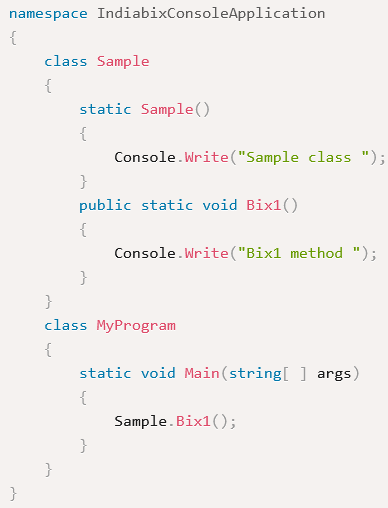 namespace IndiabixConsoleApplication
{
    class Sample
    {
        static Sample()
        {
            Console.Write("Sample class ");
        }
        public static void Bix1()
        {
            Console.Write("Bix1 method ");
        }
    }
    class MyProgram
    {
        static void Main(string[ ] args)
        {
            Sample.Bix1();
        }
    }
}